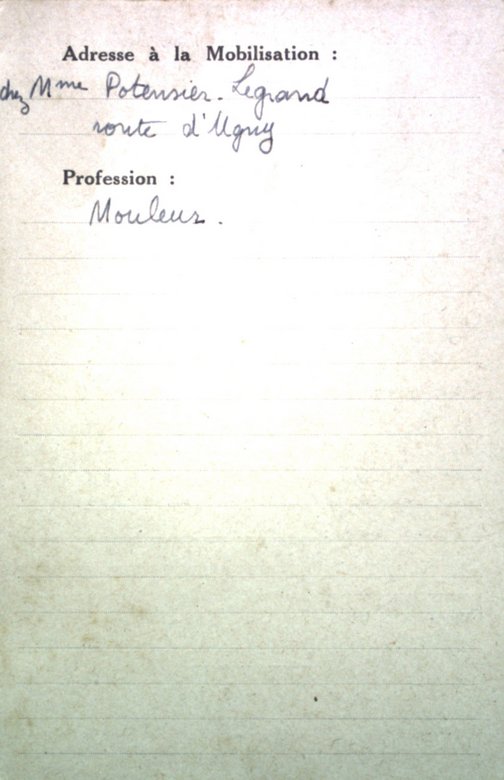 Adresse à la Mobilisation :
chez Mme Potensier-Legrand
route d'Ugny
Profession :
Mouleur.